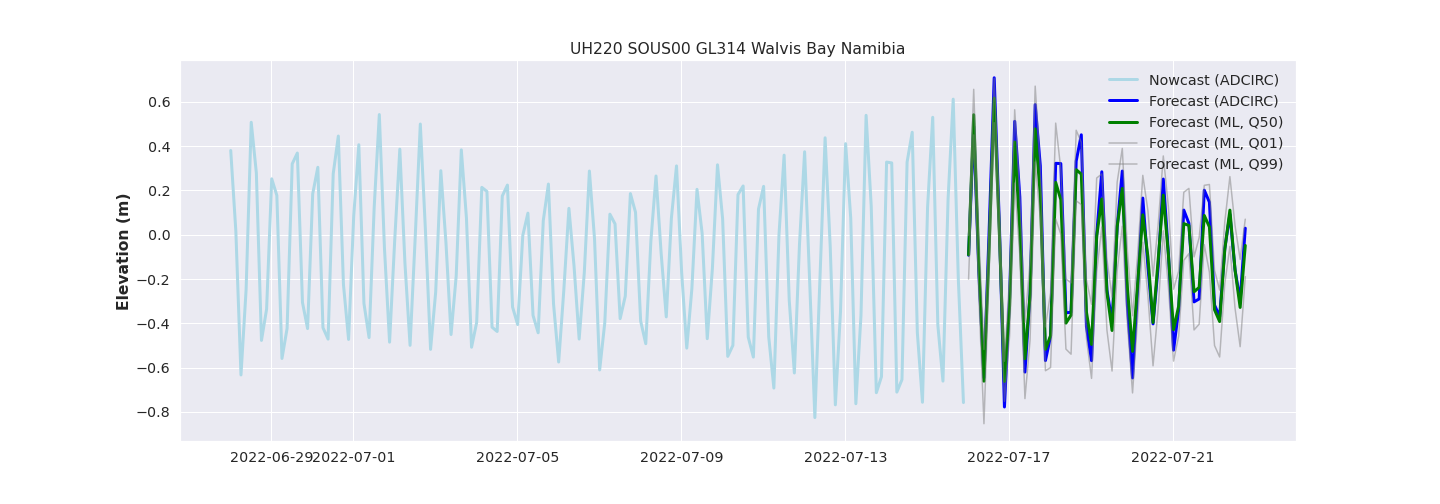 UH220 SOUS00 GL314 Walvis Bay Namibia
Nowcast (ADCIRC)
Forecast (ADCIRC)
Forecast (ML, Q50)
Forecast (ML, Q01)
Forecast (ML, Q99)
Elevation (m)
0.6
0.4
0.2
0.0
−0.2
−0.4
−0.6
−0.8
2022-06-29 2022-07-01 2022-07-05 2022-07-09 2022-07-13 2022-07-17 2022-07-21